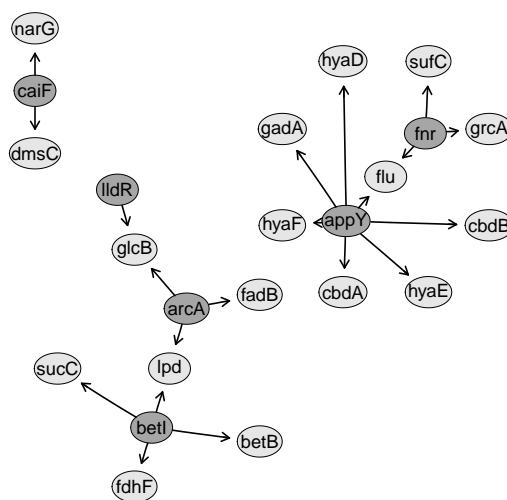 narG
caiF
dmsC
hyaD
sufC
gadA
fnr
grcA
flu
lldR
hyaF
appY
cbdB
glcB
cbdA
hyaE
fadB
arcA
sucC
lpd
betI
betB
fdhF